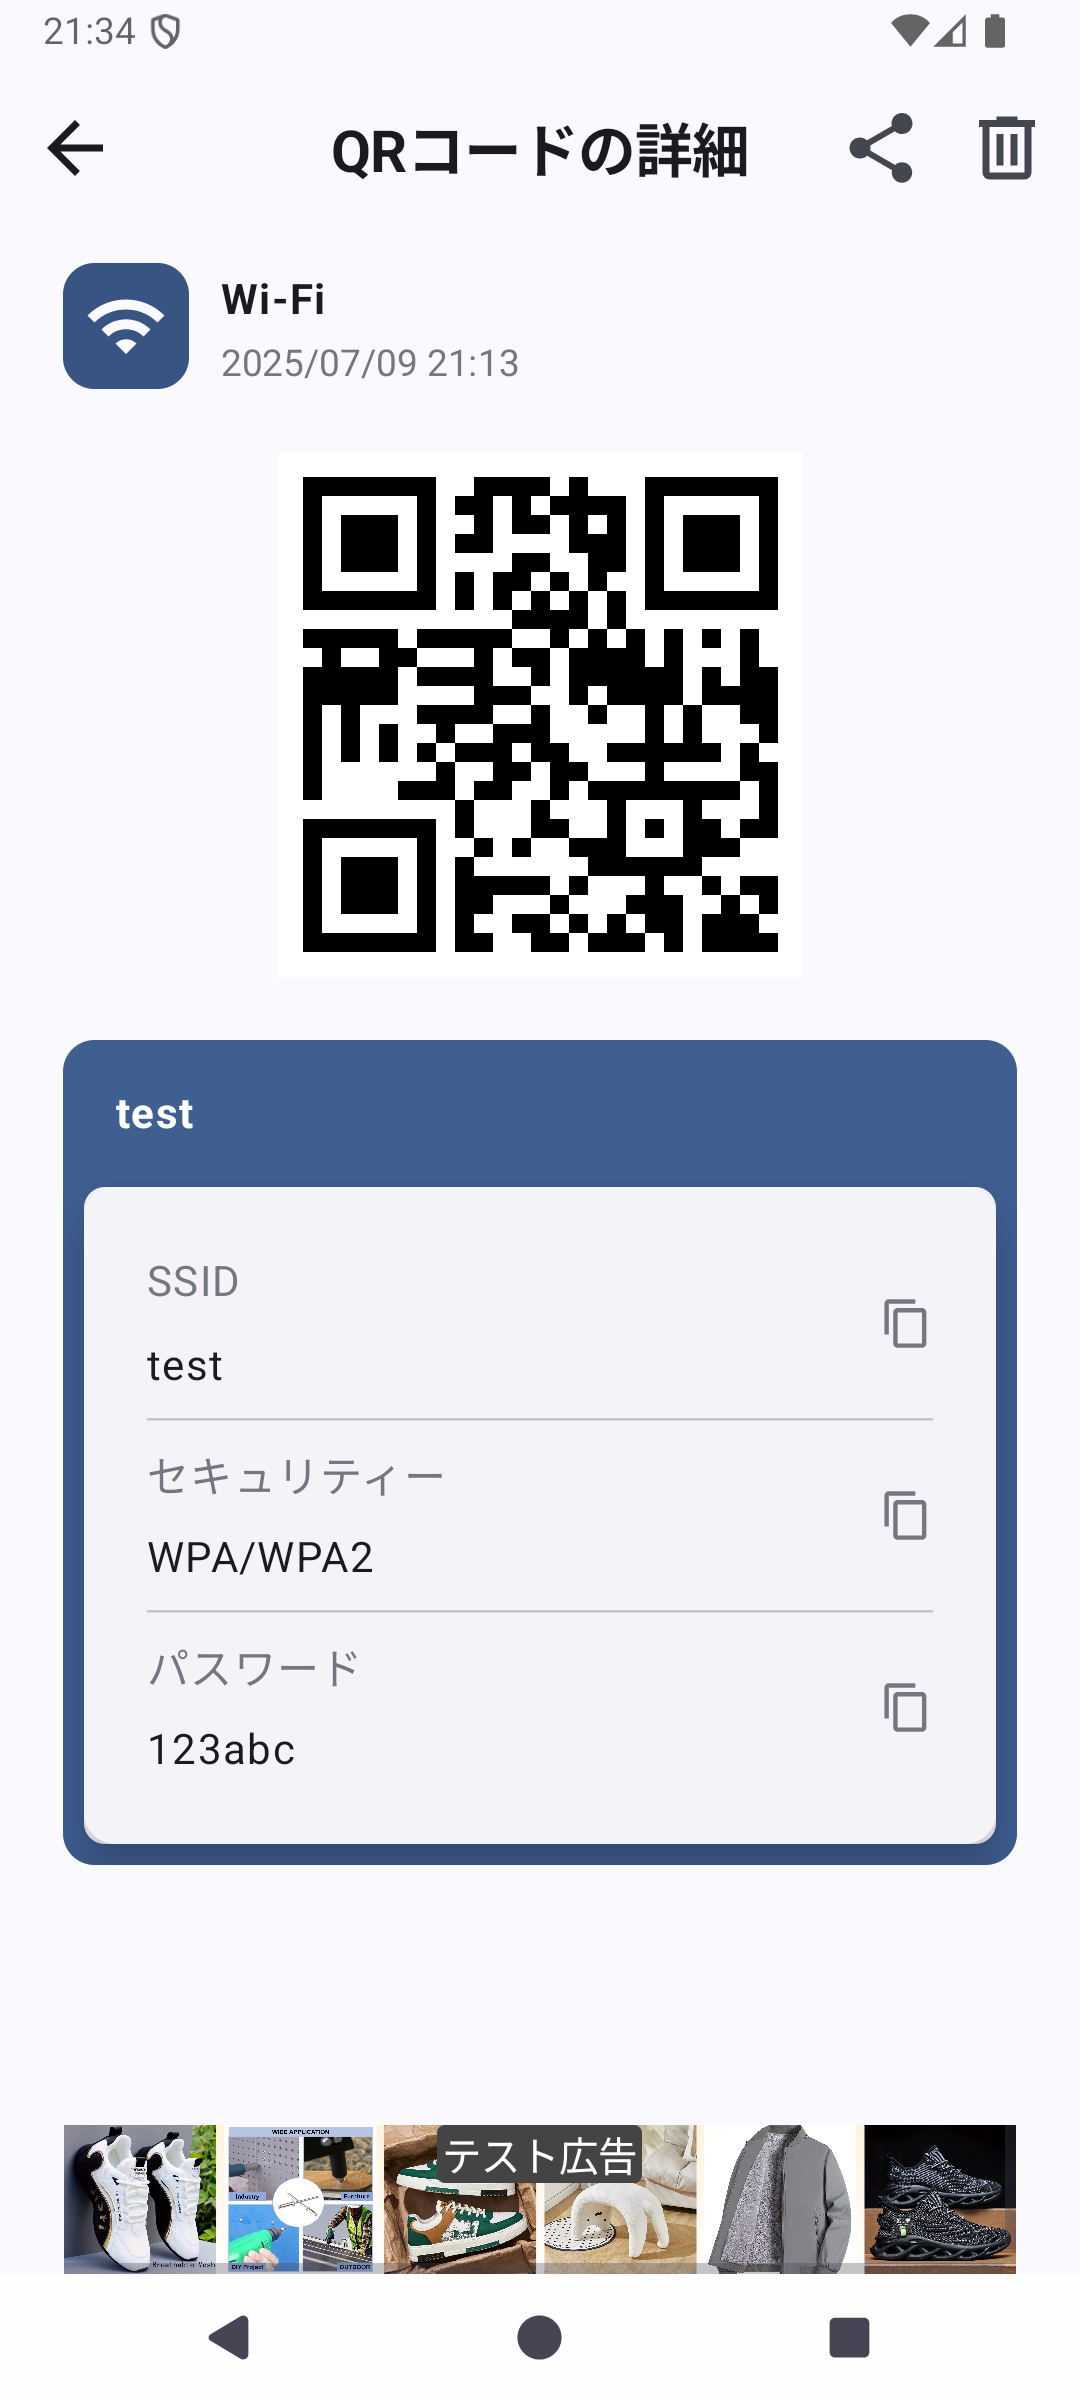 21:34
QRコードの詳細
Wi-Fi
2025/07/09 21:13
test
SSID
test
セキュリティー
WPA/WPA2
パスワード
123abc
テスト広告
WIDE APPLICATION
Industry
Furniture
DIY Project
OUTDOOR
Breathable Mesh